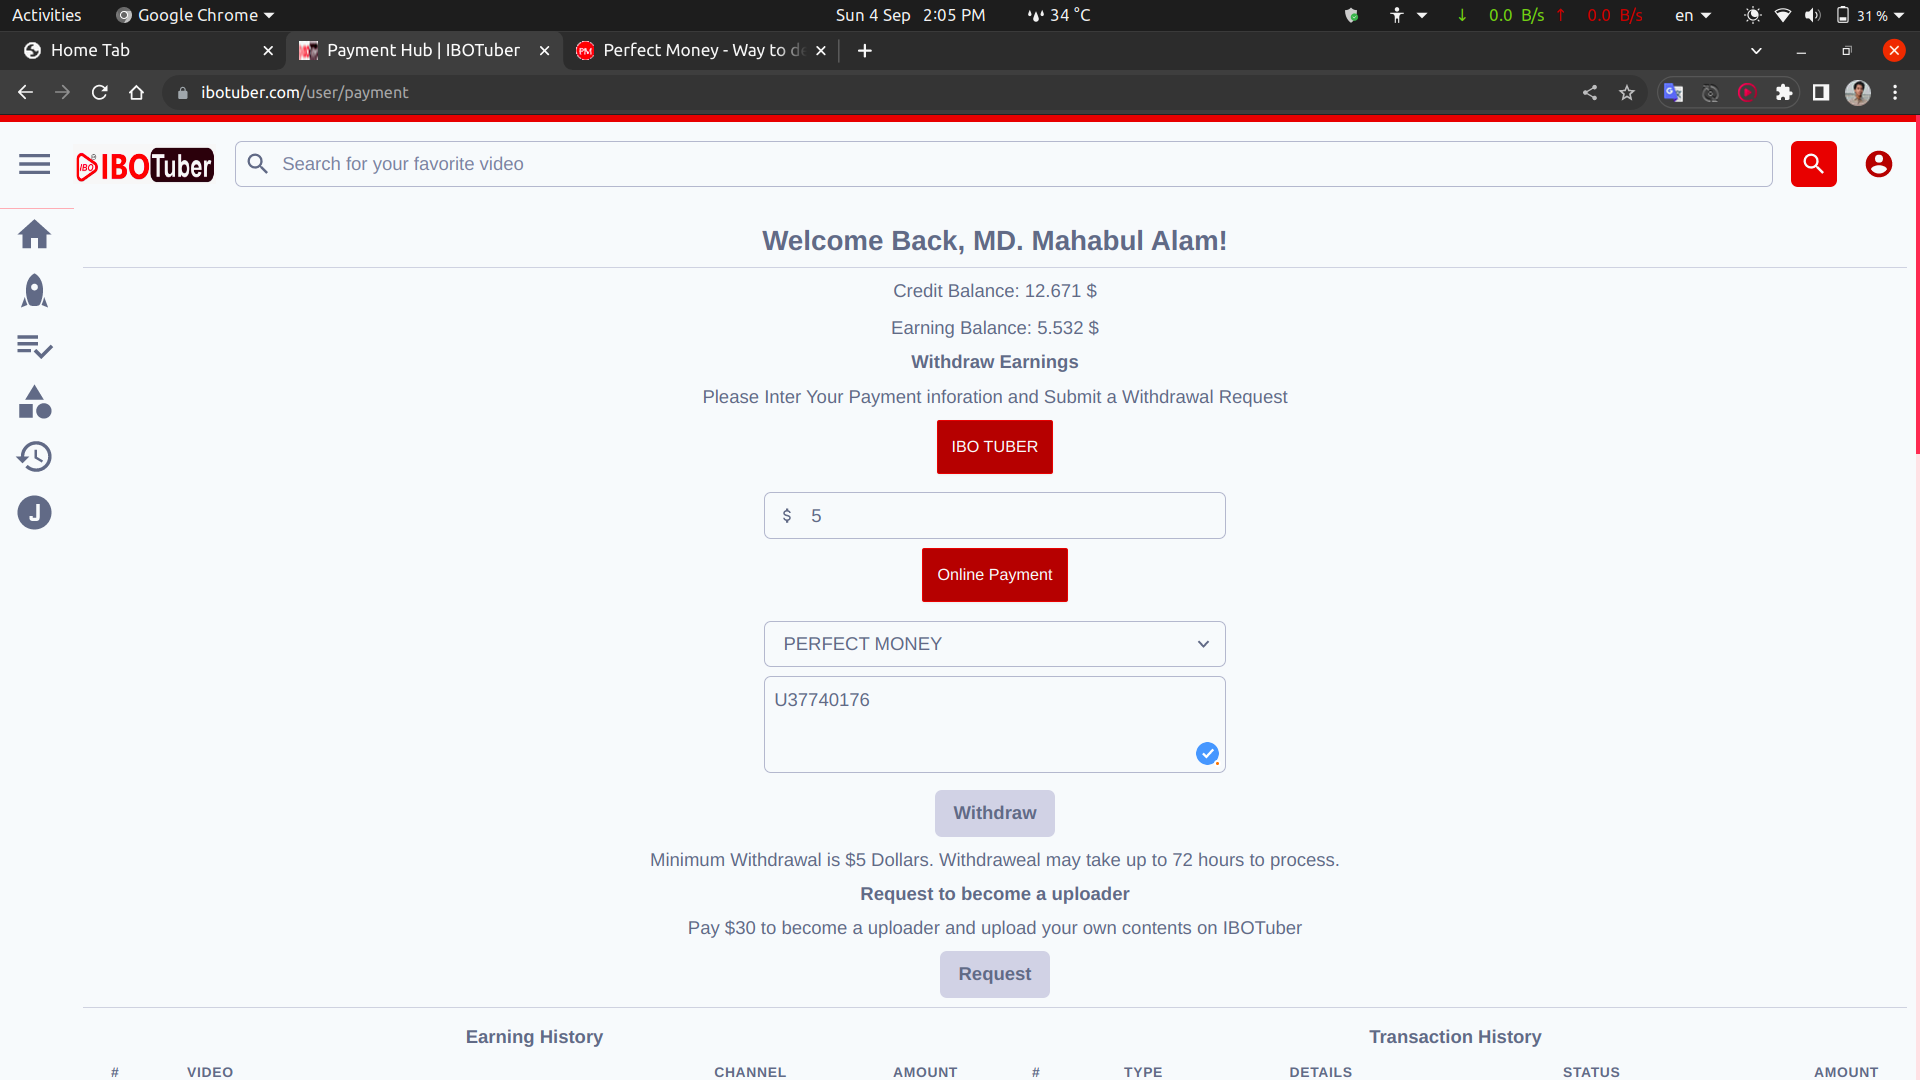 Activities Google Chrome Sun 4 Sep 2:05 PM 34 °C 0.0 B/s 0.0 B/s en 31 %
Home Tab Payment Hub | IBOTuber Perfect Money - Way to de
ibotuber.com/user/payment
IBO IBOTuber Search for your favorite video
Welcome Back, MD. Mahabul Alam!
Credit Balance: 12.671 $
Earning Balance: 5.532 $
Withdraw Earnings
Please Inter Your Payment inforation and Submit a Withdrawal Request
IBO TUBER
$ 5
Online Payment
J
PERFECT MONEY
U37740176
Withdraw
Minimum Withdrawal is $5 Dollars. Withdraweal may take up to 72 hours to process.
Request to become a uploader
Pay $30 to become a uploader and upload your own contents on IBOTuber
Request
Earning History Transaction History
# VIDEO CHANNEL AMOUNT # TYPE DETAILS STATUS AMOUNT